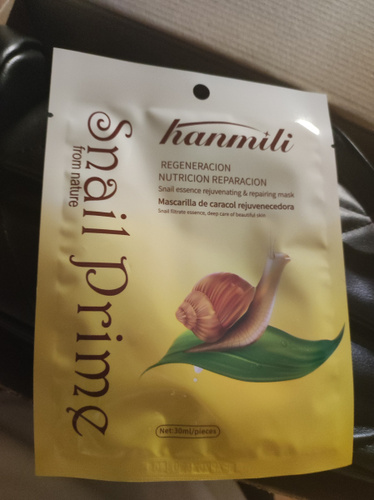 Snail Prime
from nature
hanmili
REGENERACION
NUTRICION REPARACION
Snail essence rejuvenating & repairing mask
Mascarilla de caracol rejuvenecedora
Snail filtrate essence, deep care of beautiful skin
Net:30ml/pieces